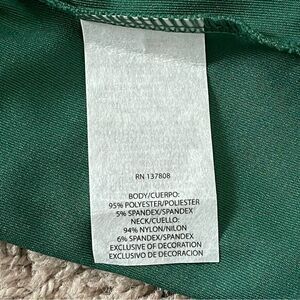 RN 137808
BODY/CUERPO:
95% POLYESTER/POLIESTER
5% SPANDEX/SPANDEX
NECK/CUELLO:
94% NYLON/NILON
6% SPANDEX/SPANDEX
EXCLUSIVE OF DECORATION
EXCLUSIVO DE DECORACION